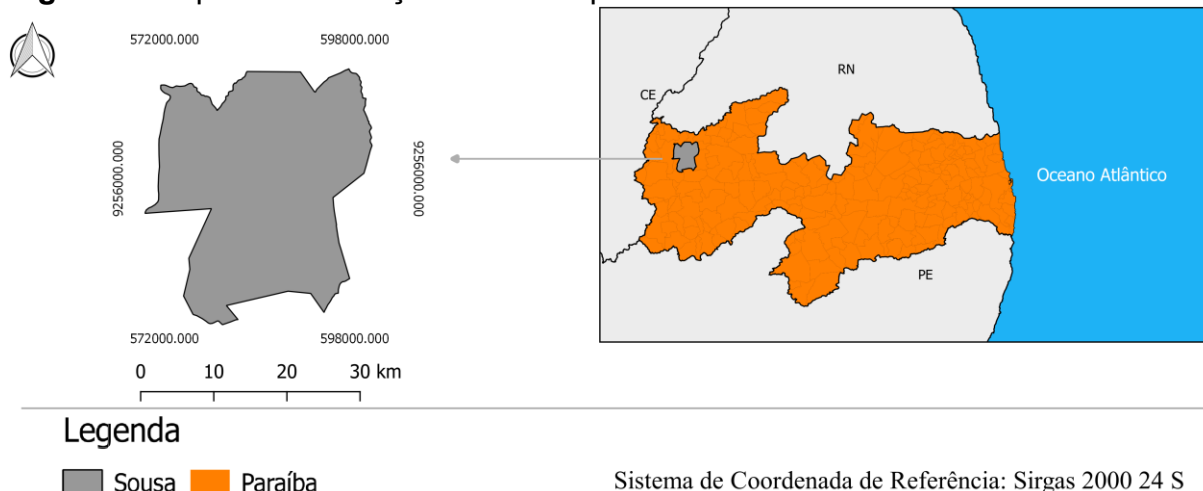 572000.000 598000.000
9256000.000 9256000.000
572000.000 598000.000
0 10 20 30 km
CE
RN
PE
Oceano Atlântico
Legenda
Sousa Paraíba
Sistema de Coordenada de Referência: Sirgas 2000 24 S